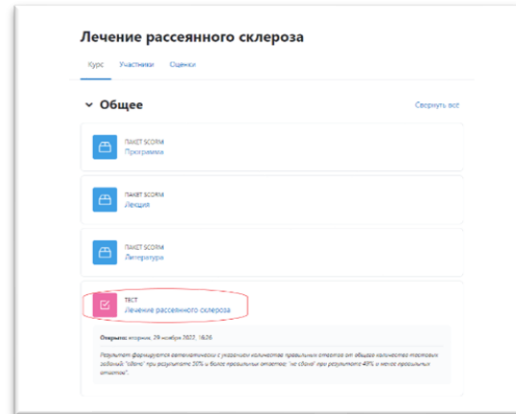 Лечение рассеянного склероза
Курс Участники Оценки
Общее
Свернуть всё
ПАКЕТ SCORM
Программа
ПАКЕТ SCORM
Лекция
ПАКЕТ SCORM
Литература
ТЕСТ
Лечение рассеянного склероза
Открыто: вторник, 29 ноября 2022, 16:26
Результат формируется автоматически с указанием количества правильных ответов от общего количества тестовых
заданий: "сдано" при результате 50% и более правильных ответов; "не сдано" при результате 49% и менее правильных
ответов".